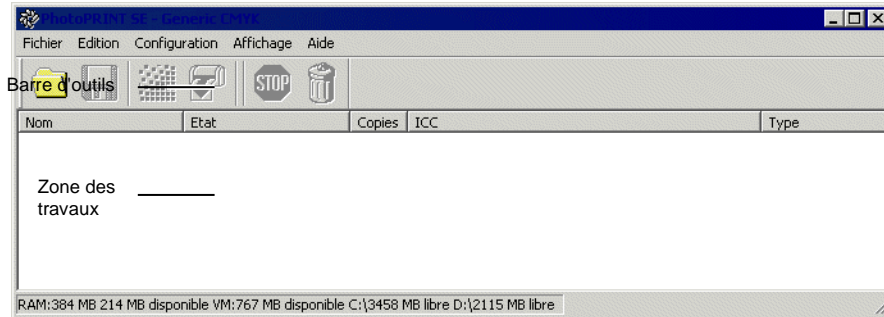 PhotoPRINT SE - Generic CMYK
Fichier Edition Configuration Affichage Aide
Barre d'outils
STOP
Nom Etat Copies ICC Type
Zone des
travaux
RAM:384 MB 214 MB disponible VM:767 MB disponible C:\3458 MB libre D:\2115 MB libre